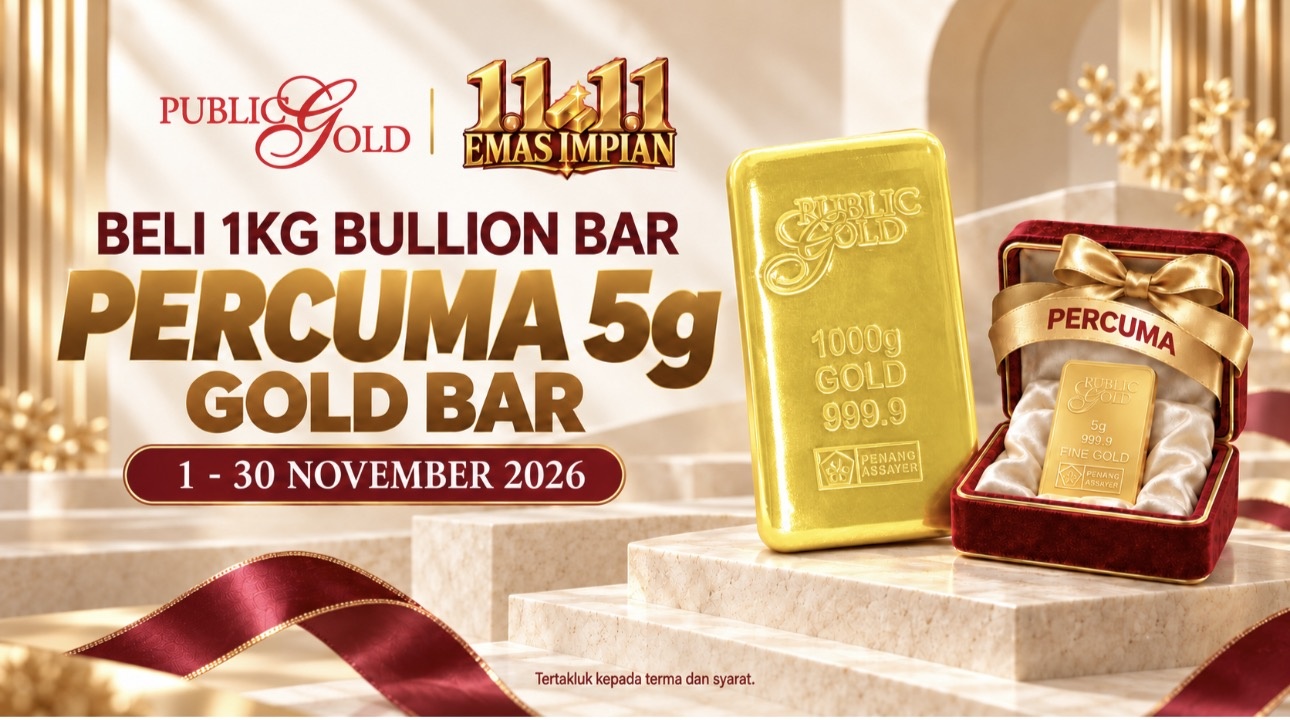 PUBLIC GOLD
11.11
EMAS IMPIAN
BELI 1KG BULLION BAR
PERCUMA 5g
GOLD BAR
1 - 30 NOVEMBER 2026
PUBLIC
GOLD
1000g
GOLD
999.9
PENANG
ASSAYER
PERCUMA
PUBLIC
GOLD
5g
999.9
FINE GOLD
PENANG
ASSAYER
Tertakluk kepada terma dan syarat.